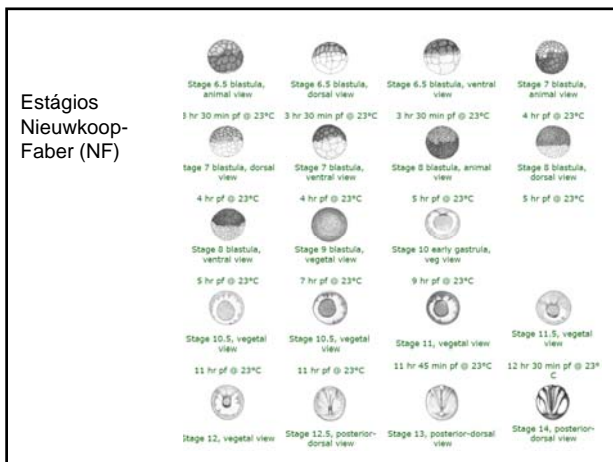 Estágios
Nieuwkoop-
Faber (NF)
Stage 6.5 blastula,
animal view
3 hr 30 min pf @ 23°C
Stage 6.5 blastula,
dorsal view
3 hr 30 min pf @ 23°C
Stage 6.5 blastula, ventral
view
3 hr 30 min pf @ 23°C
Stage 7 blastula,
animal view
4 hr pf @ 23°C
tage 7 blastula, dorsal
view
4 hr pf @ 23°C
Stage 7 blastula,
ventral view
4 hr pf @ 23°C
Stage 8 blastula, animal
view
5 hr pf @ 23°C
Stage 8 blastula,
dorsal view
5 hr pf @ 23°C
Stage 8 blastula,
ventral view
5 hr pf @ 23°C
Stage 9 blastula,
vegetal view
7 hr pf @ 23°C
Stage 10 early gastrula,
veg view
9 hr pf @ 23°C
Stage 10.5, vegetal
view
11 hr pf @ 23°C
Stage 10.5, vegetal
view
11 hr pf @ 23°C
Stage 11, vegetal view
11 hr 45 min pf @ 23°C
Stage 11.5, vegetal
view
12 hr 30 min pf @ 23°
C
Stage 12, vegetal view
Stage 12.5, posterior-
dorsal view
Stage 13, posterior-dorsal
view
Stage 14, posterior-
dorsal view